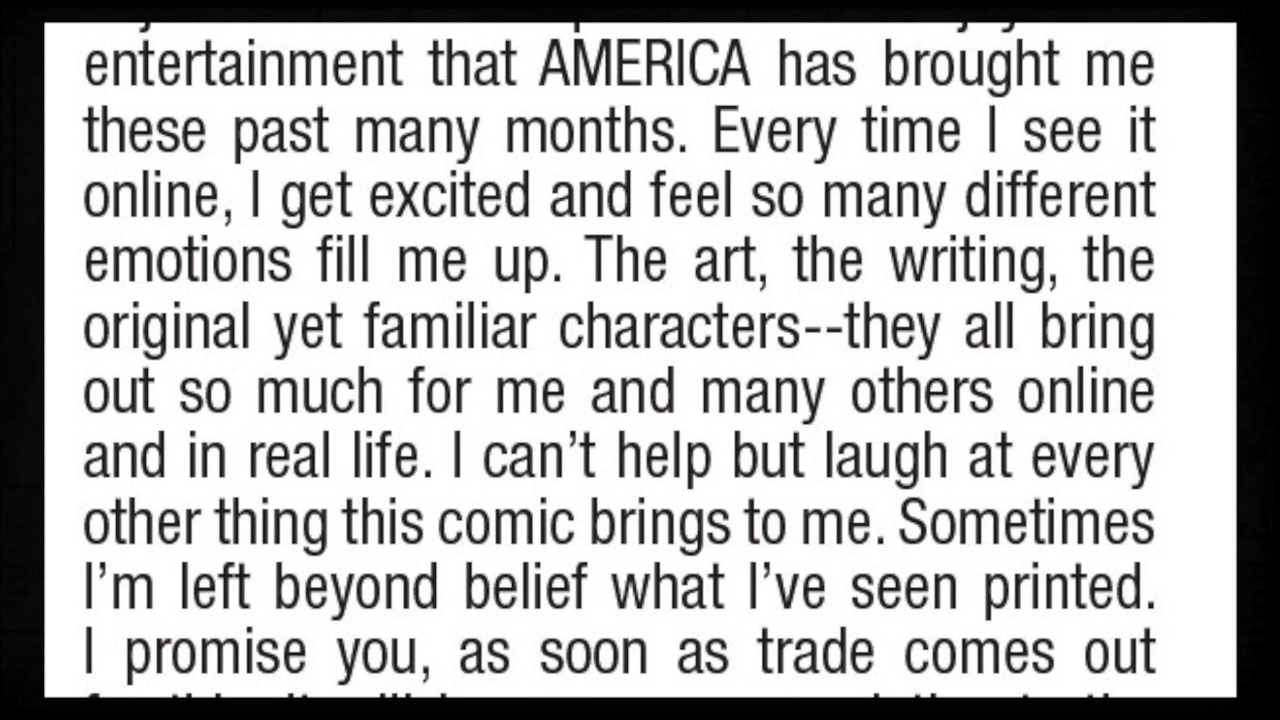 entertainment that AMERICA has brought me
these past many months. Every time I see it
online, I get excited and feel so many different
emotions fill me up. The art, the writing, the
original yet familiar characters--they all bring
out so much for me and many others online
and in real life. I can’t help but laugh at every
other thing this comic brings to me. Sometimes
I’m left beyond belief what I’ve seen printed.
I promise you, as soon as trade comes out